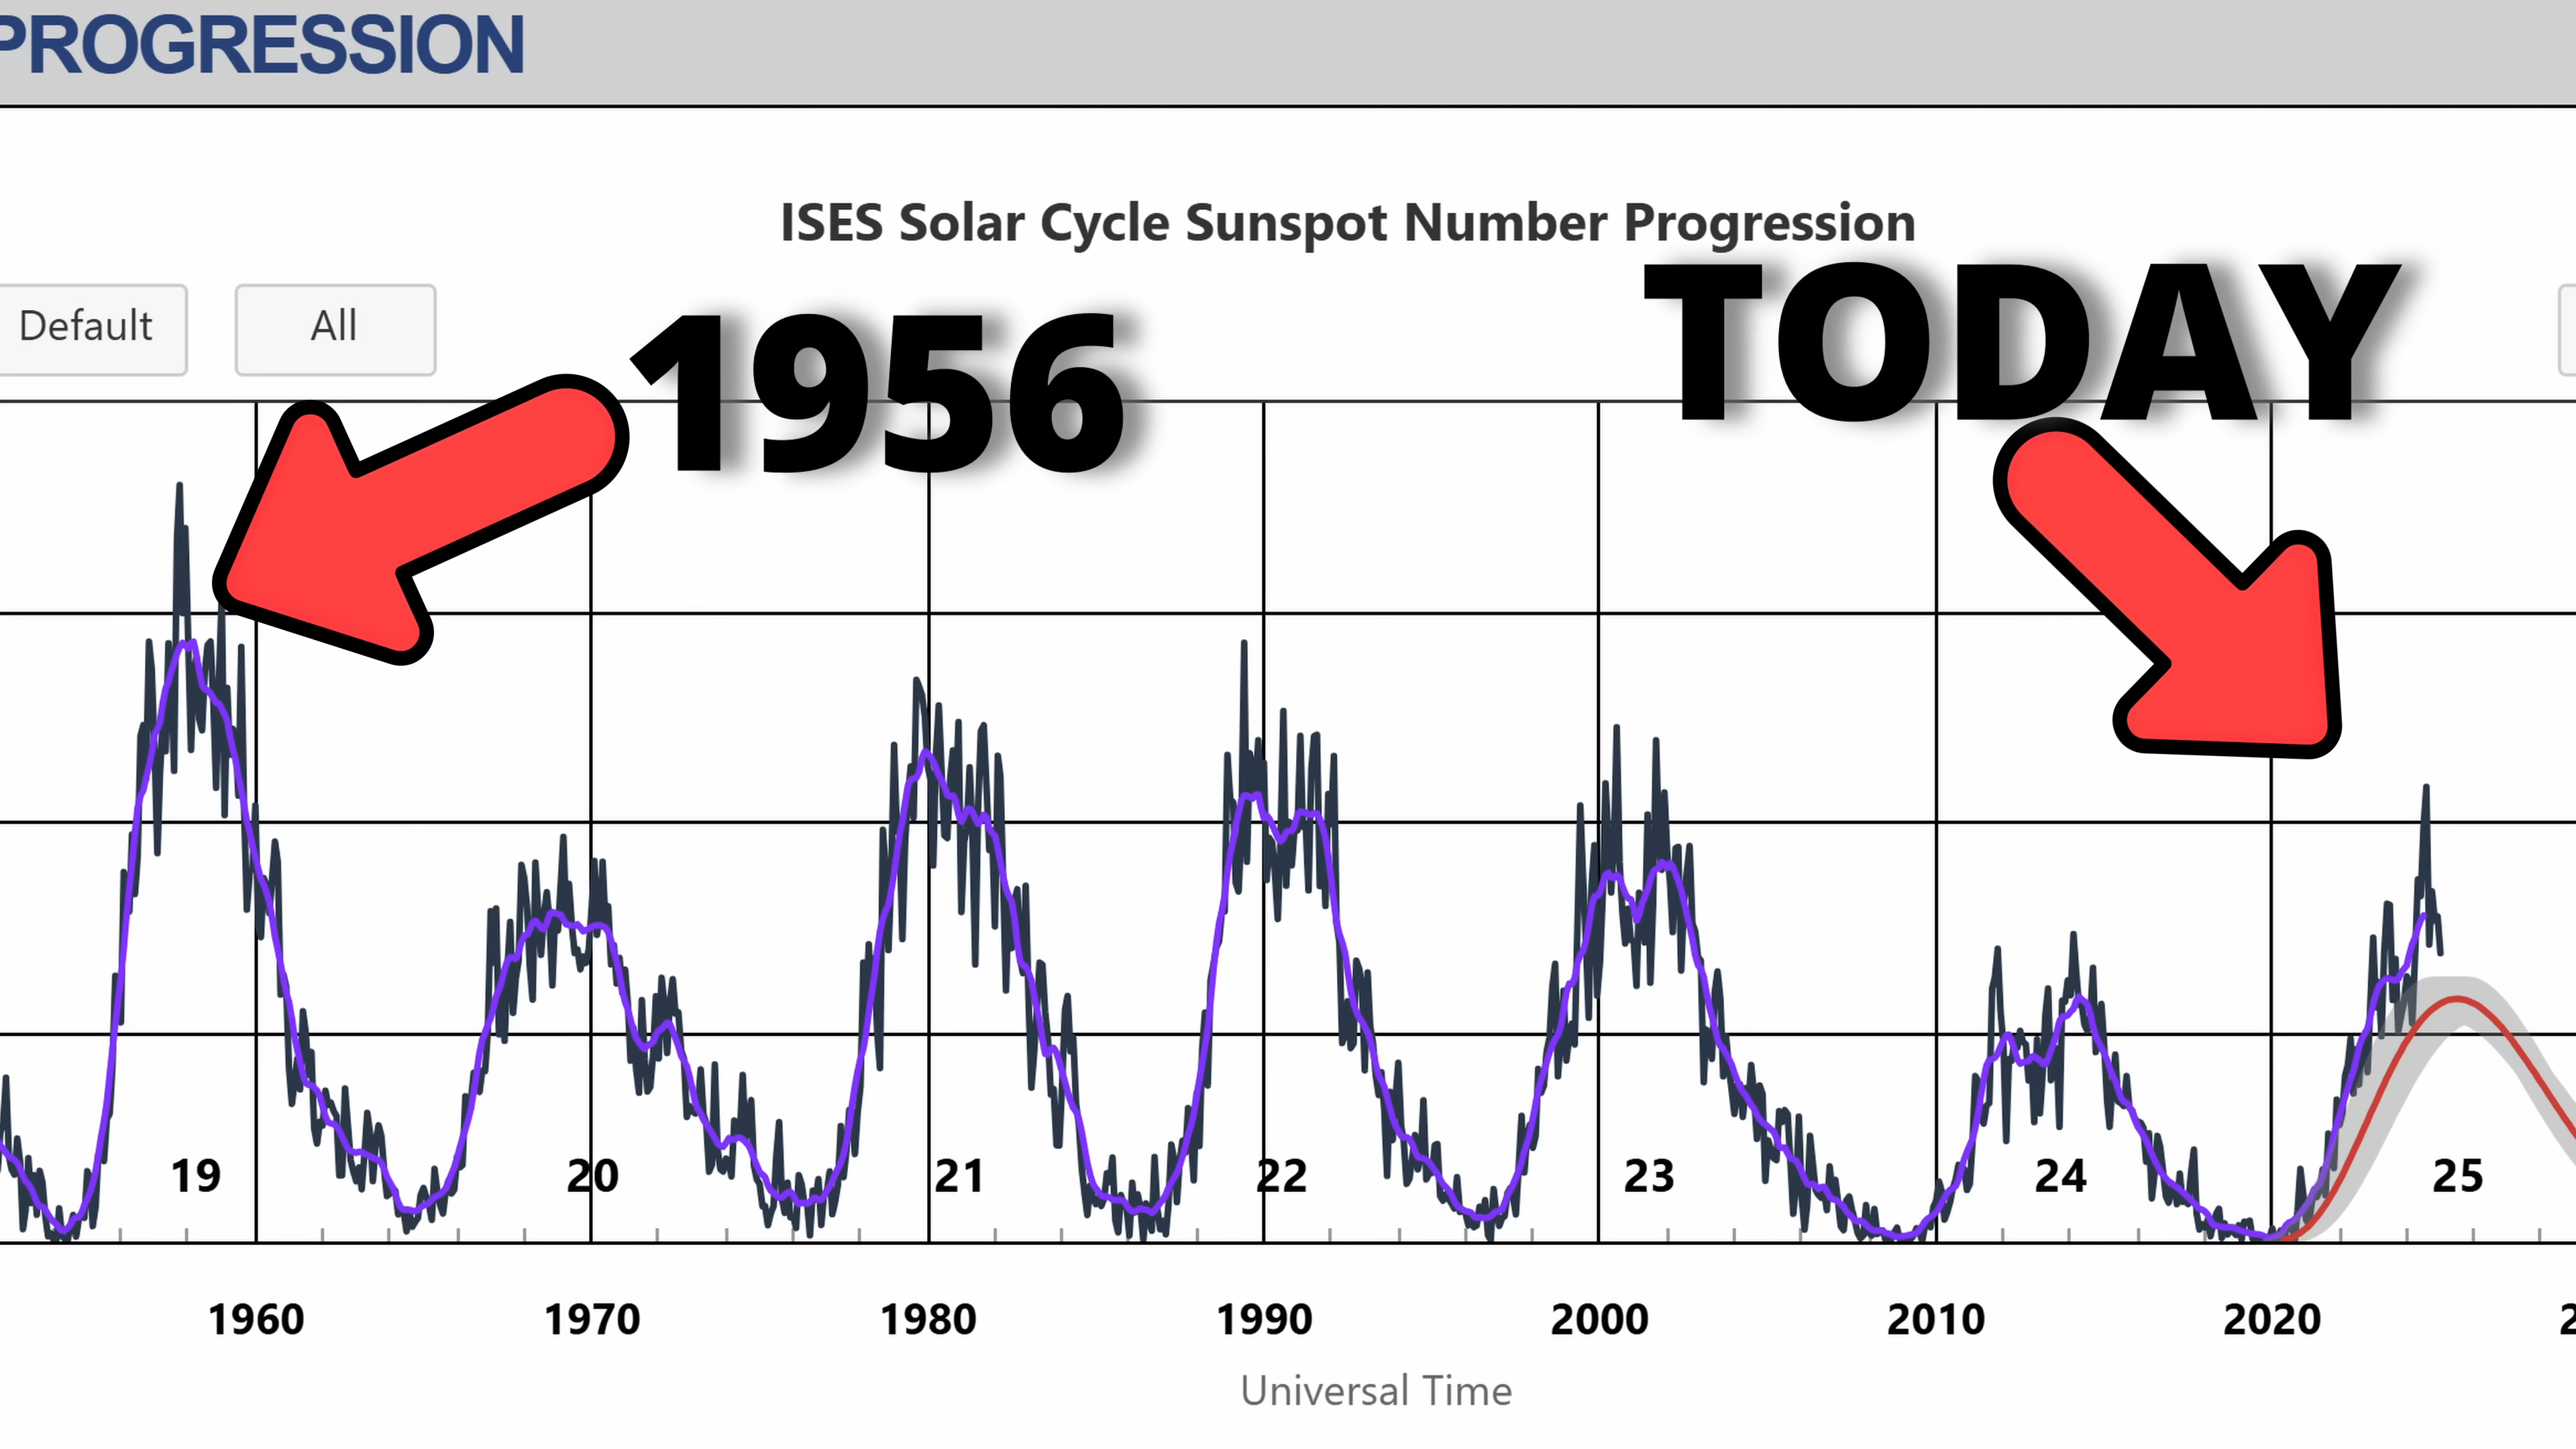 PROGRESSION
ISES Solar Cycle Sunspot Number Progression
Default
All
1956
TODAY
19
20
21
22
23
24
25
1960
1970
1980
1990
2000
2010
2020
2
Universal Time